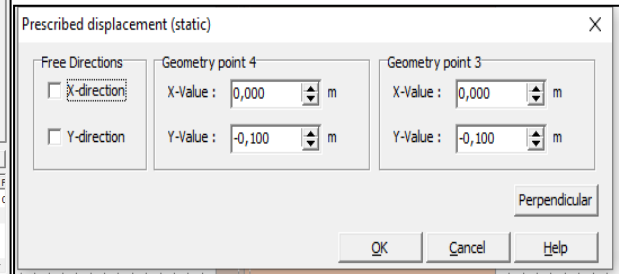 Prescribed displacement (static)
Free Directions
X-direction
Y-direction
Geometry point 4
X-Value : 0,000 m
Y-Value : -0,100 m
Geometry point 3
X-Value : 0,000 m
Y-Value : -0,100 m
Perpendicular
OK Cancel Help